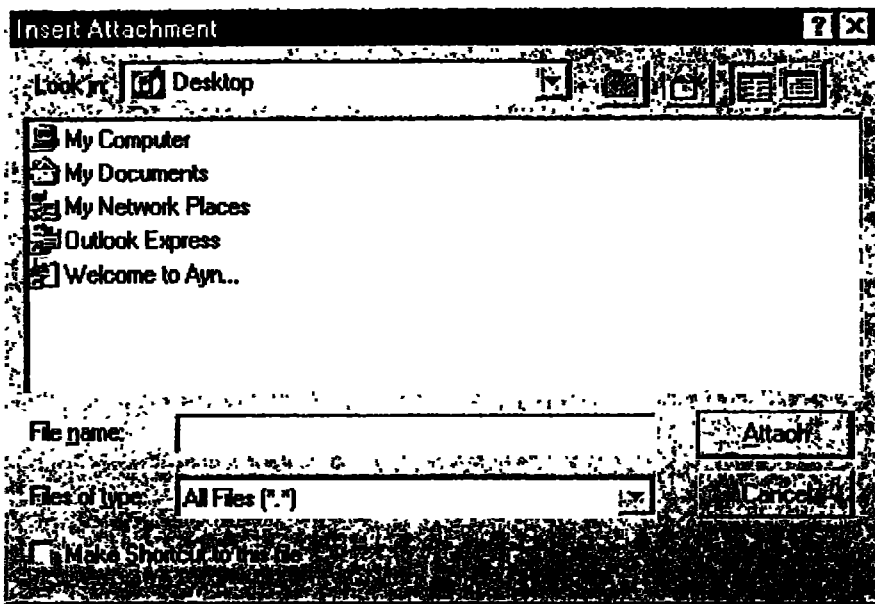 Insert Attachment
Look in: Desktop
My Computer
My Documents
My Network Places
Outlook Express
Welcome to Ayn...
File name:
Attach
Files of type: All Files (*.*)
Cancel
Make Shortcut to this file